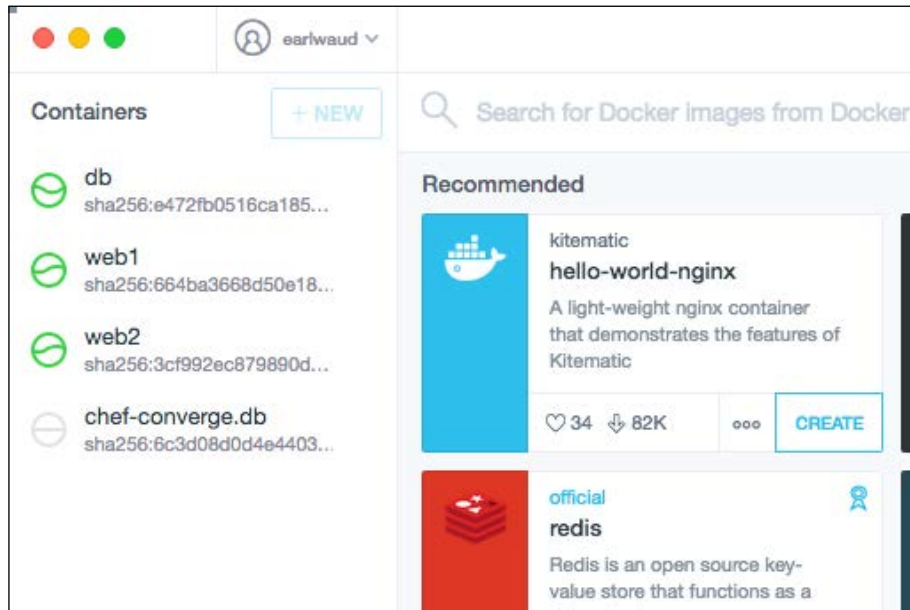 earlwaud
Containers
+ NEW
Search for Docker images from Docker
db
sha256:e472fb0516ca185...
web1
sha256:664ba3668d50e18...
web2
sha256:3cf992ec879890d...
chef-converge.db
sha256:6c3d08d0d4e4403...
Recommended
kitematic
hello-world-nginx
A light-weight nginx container
that demonstrates the features of
Kitematic
34 82K
CREATE
official
redis
Redis is an open source key-
value store that functions as a